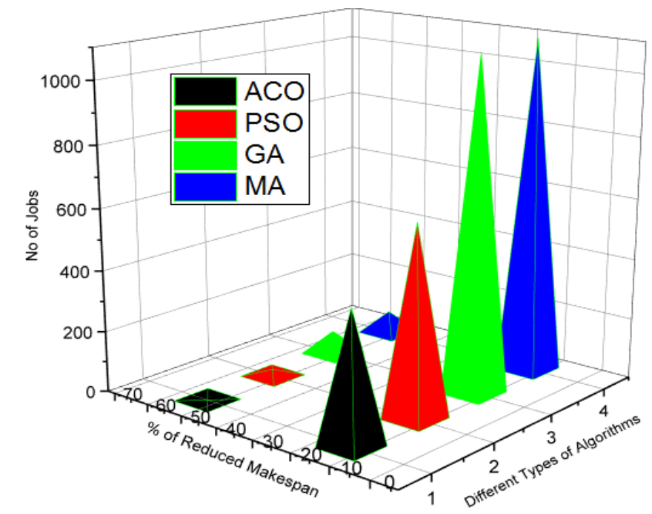 1000
800
600
400
200
0
No of Jobs
ACO
PSO
GA
MA
70
60
50
40
30
20
10
0
% of Reduced Makespan
1
2
3
4
Different Types of Algorithms